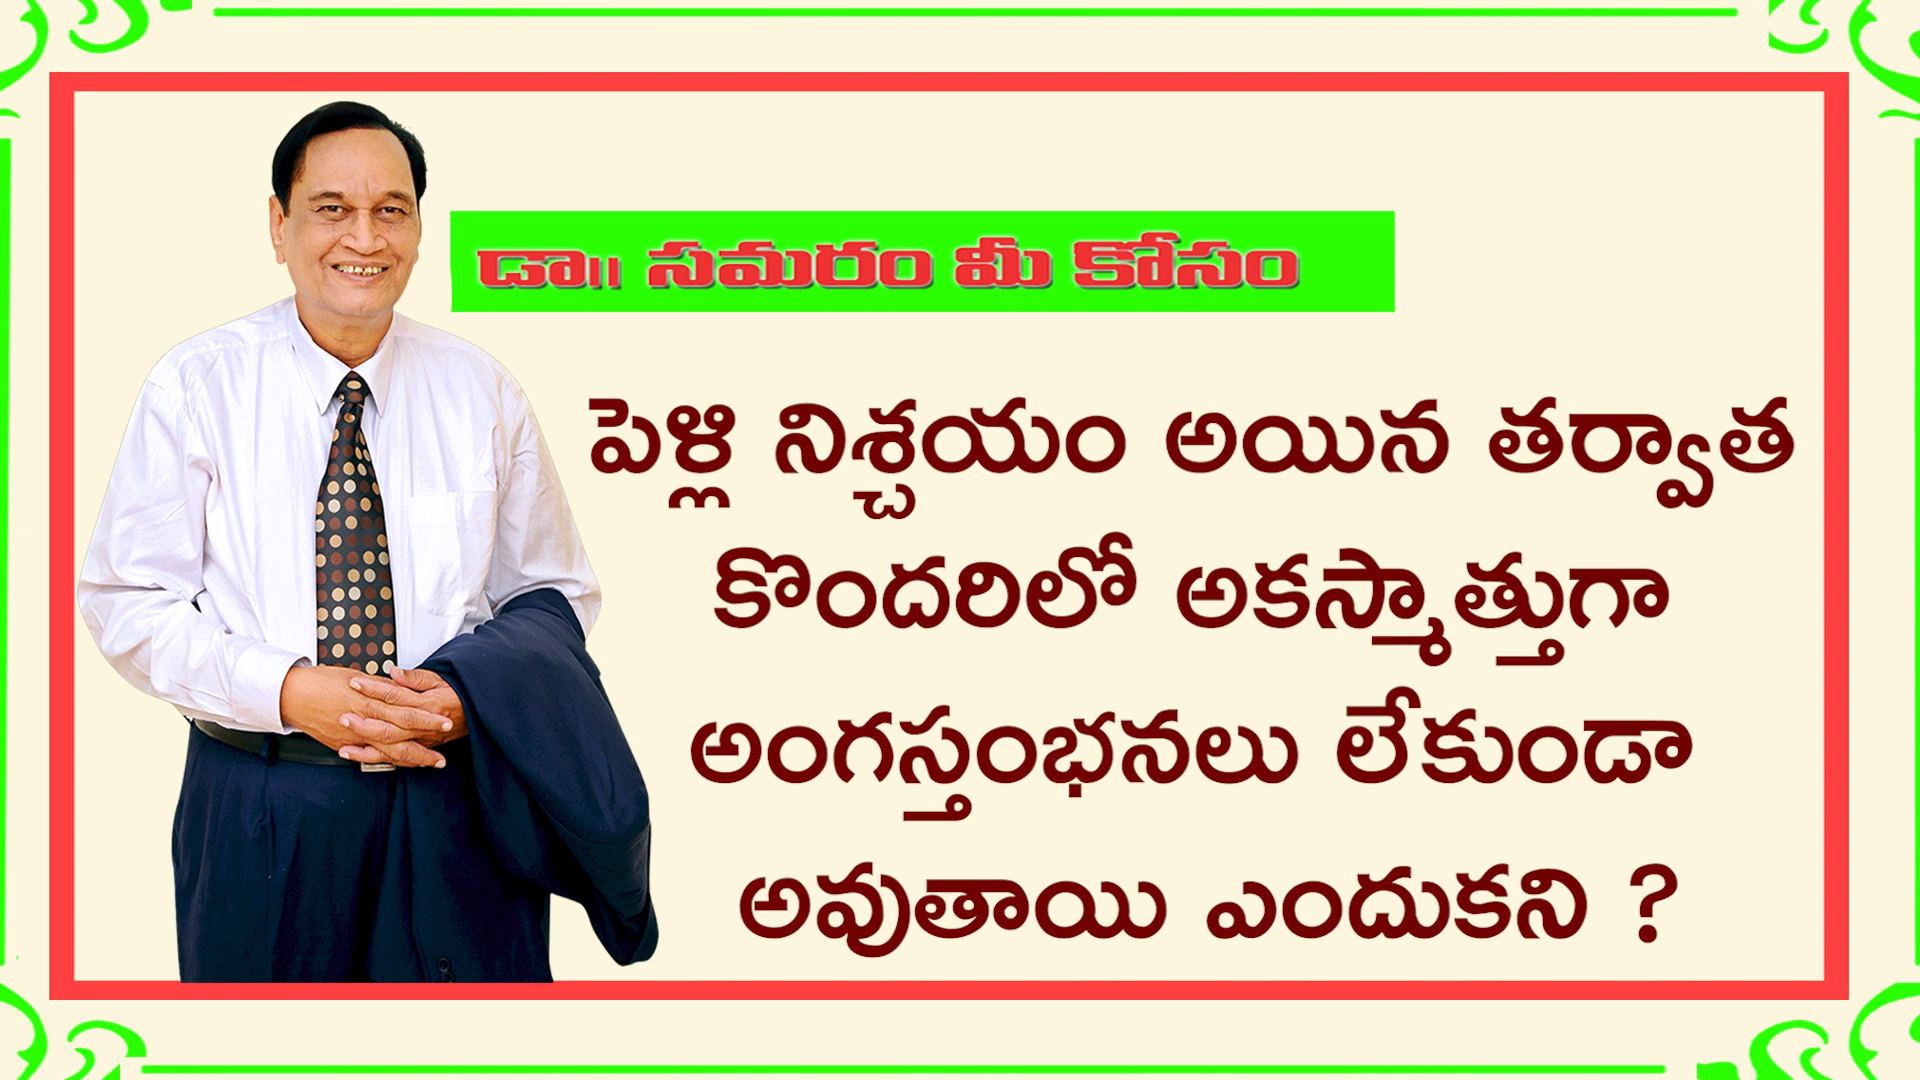 డా॥ సమరం మీ కోసం
పెళ్లి నిశ్చయం అయిన తర్వాత
కొందరిలో అకస్మాత్తుగా
అంగస్తంభనలు లేకుండా
అవుతాయి ఎందుకని ?